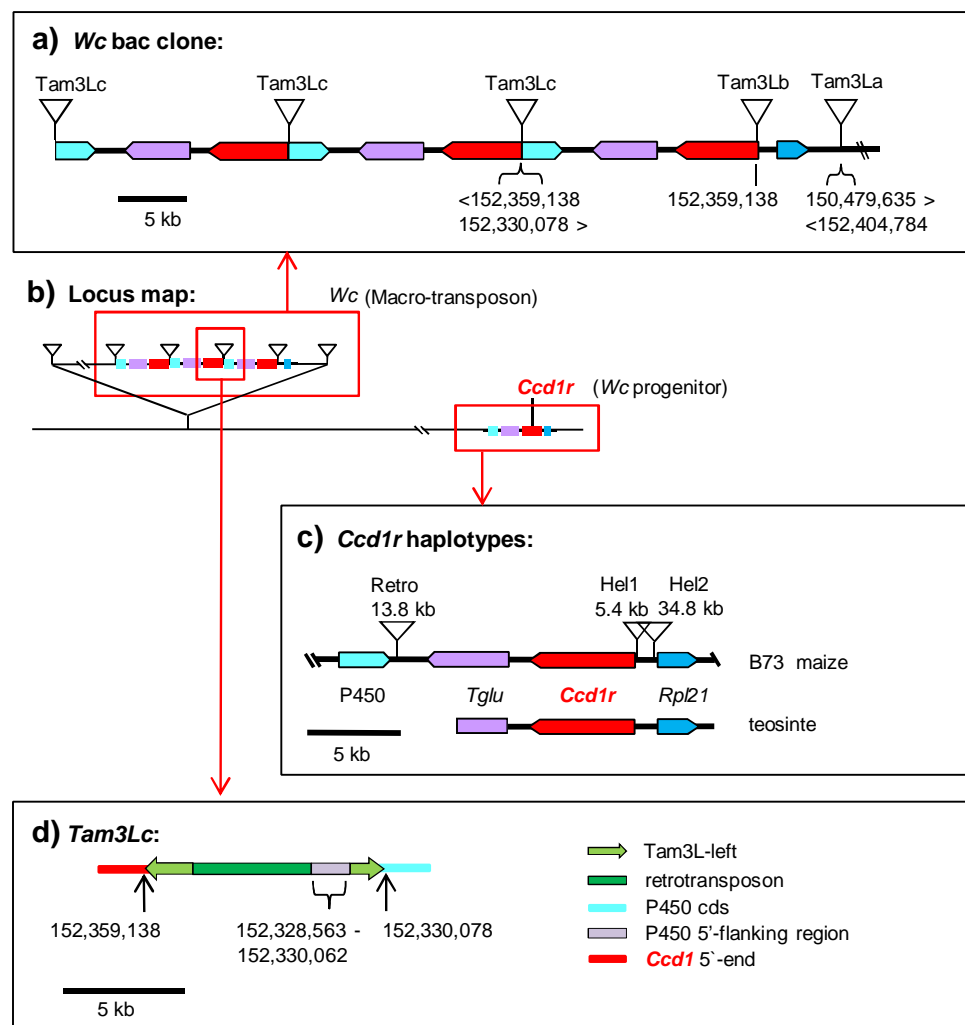 a) Wc bac clone:
Tam3Lc Tam3Lc Tam3Lc Tam3Lb Tam3La
5 kb
<152,359,138 152,359,138 150,479,635 >
152,330,078 > <152,404,784
b) Locus map:
Wc (Macro-transposon)
Ccd1r (Wc progenitor)
c) Ccd1r haplotypes:
Retro Hel1 Hel2
13.8 kb 5.4 kb 34.8 kb
B73 maize
P450 Tglu Ccd1r Rpl21
teosinte
5 kb
d) Tam3Lc:
Tam3L-left
retrotransposon
P450 cds
P450 5'-flanking region
Ccd1 5`-end
152,359,138 152,328,563 - 152,330,078
152,330,062
5 kb